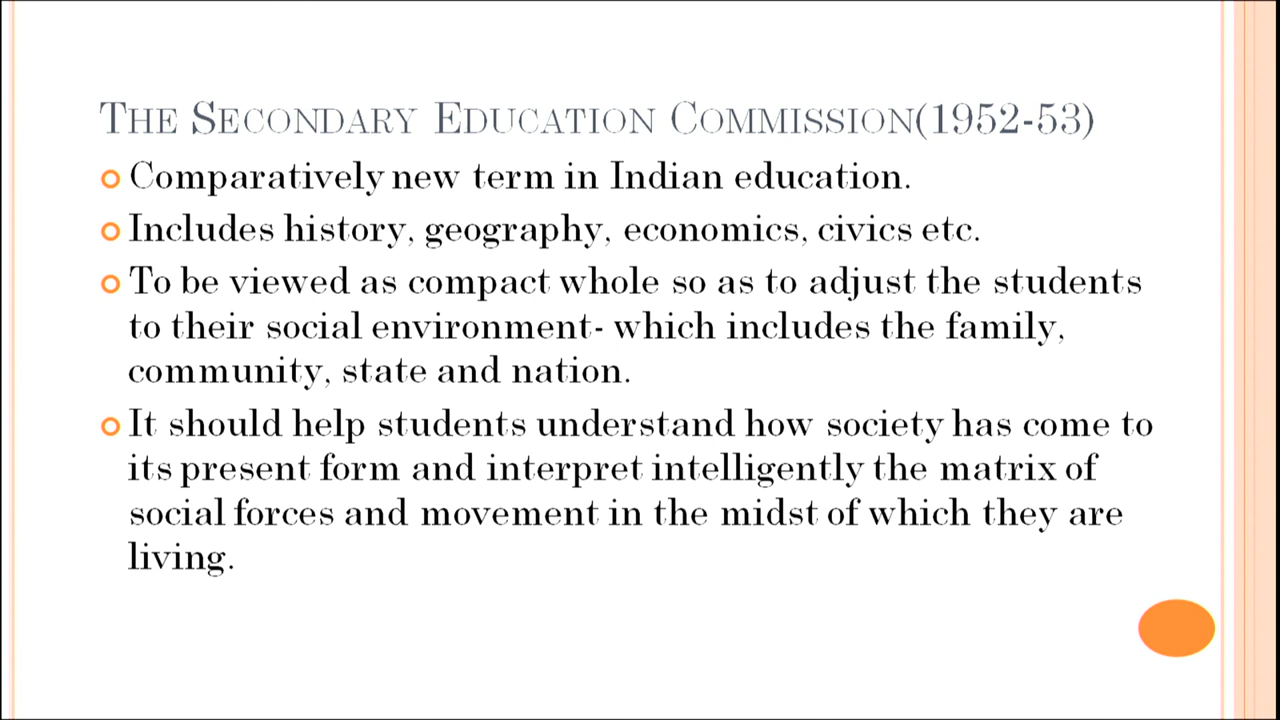 The Secondary Education Commission(1952-53)
Comparatively new term in Indian education.
Includes history, geography, economics, civics etc.
To be viewed as compact whole so as to adjust the students
to their social environment- which includes the family,
community, state and nation.
It should help students understand how society has come to
its present form and interpret intelligently the matrix of
social forces and movement in the midst of which they are
living.